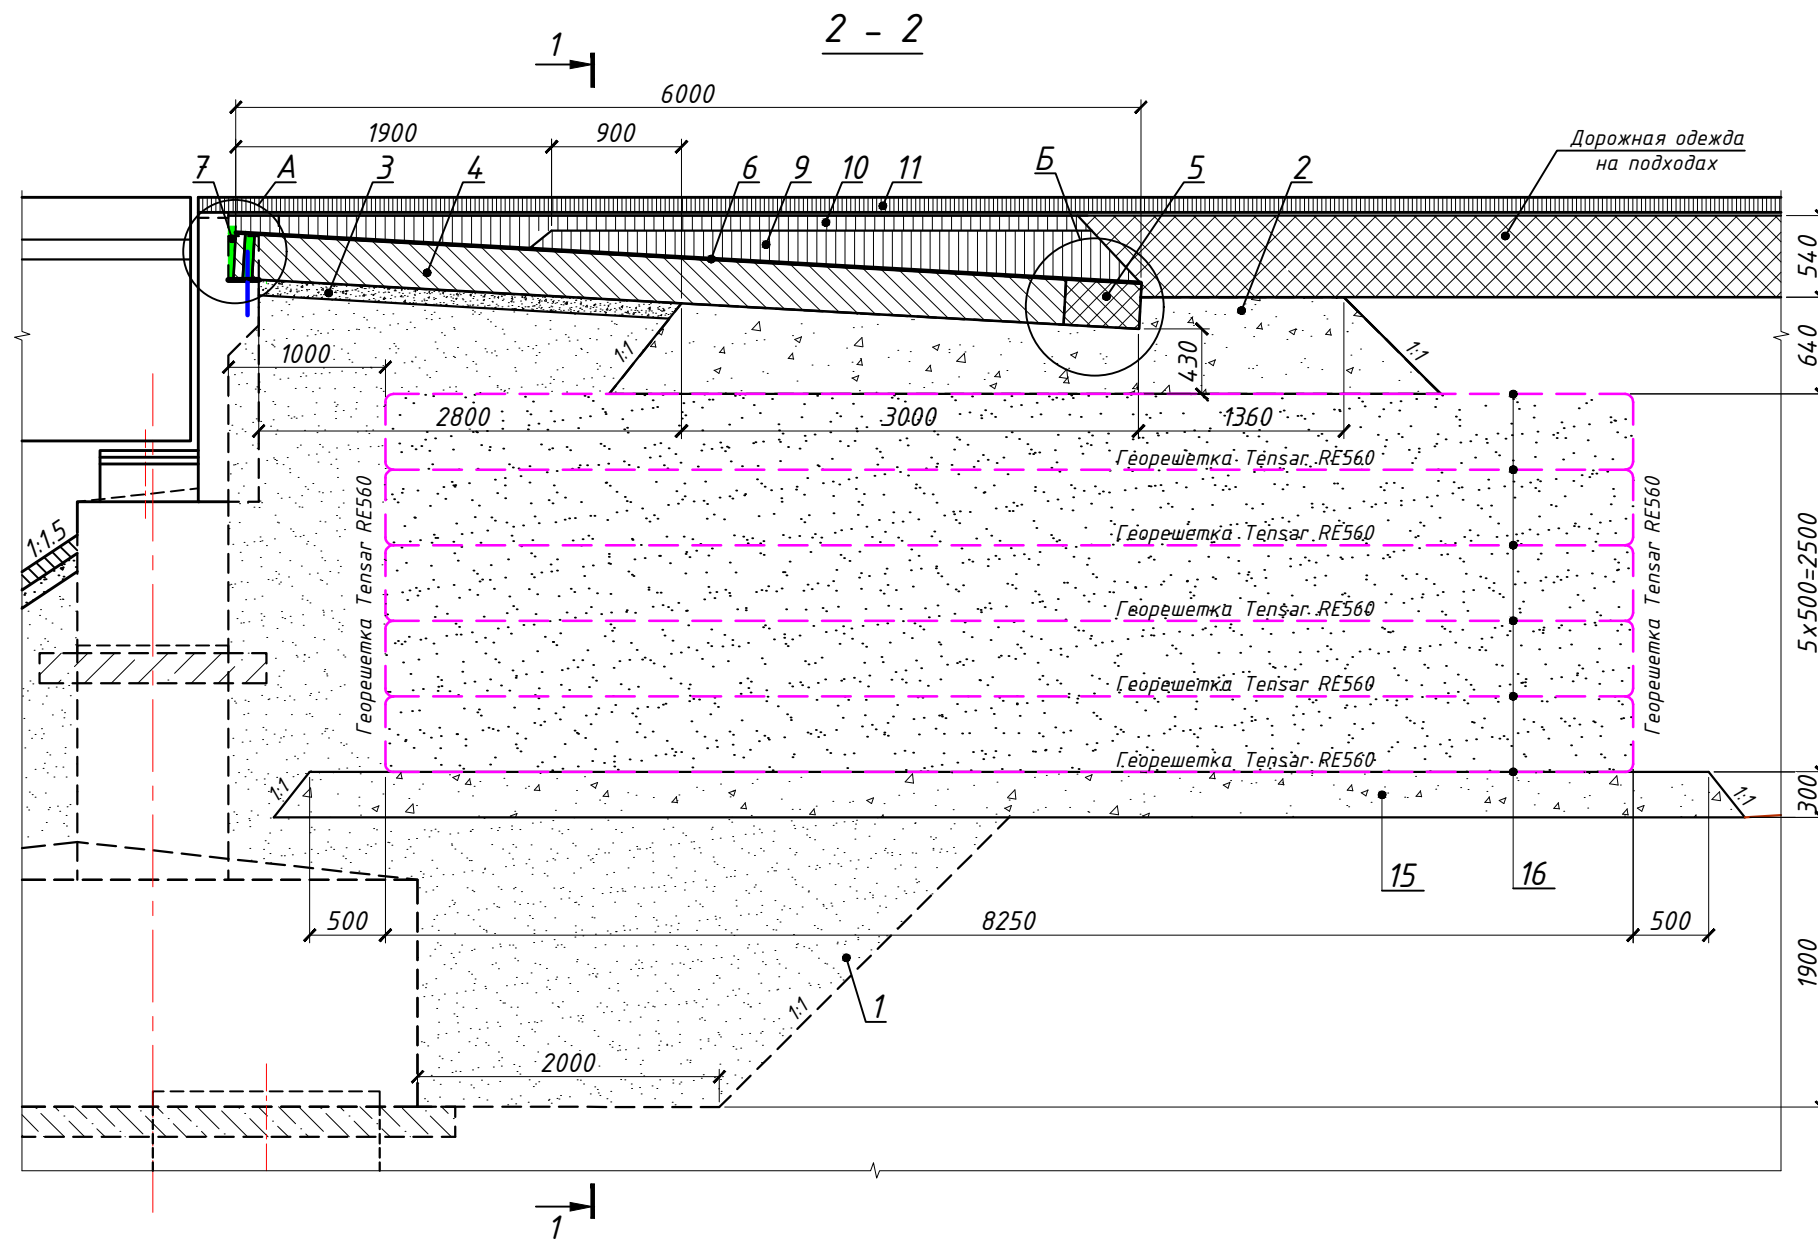 2 - 2
1
6000
1900
900
Дорожная одежда
на подходах
7
А
3
4
6
9
10
11
Б
5
2
540
1:1
1:1
1000
430
640
2800
3000
1360
Георешетка Tensar RE560
1:1.5
Георешетка Tensar RE560
Георешетка Tensar RE560
Георешетка Tensar RE560
Георешетка Tensar RE560
5х500=2500
Георешетка Tensar RE560
Георешетка Tensar RE560
Георешетка Tensar RE560
1:1
1:1
300
15
16
500
8250
500
1900
1:1
1
2000
1